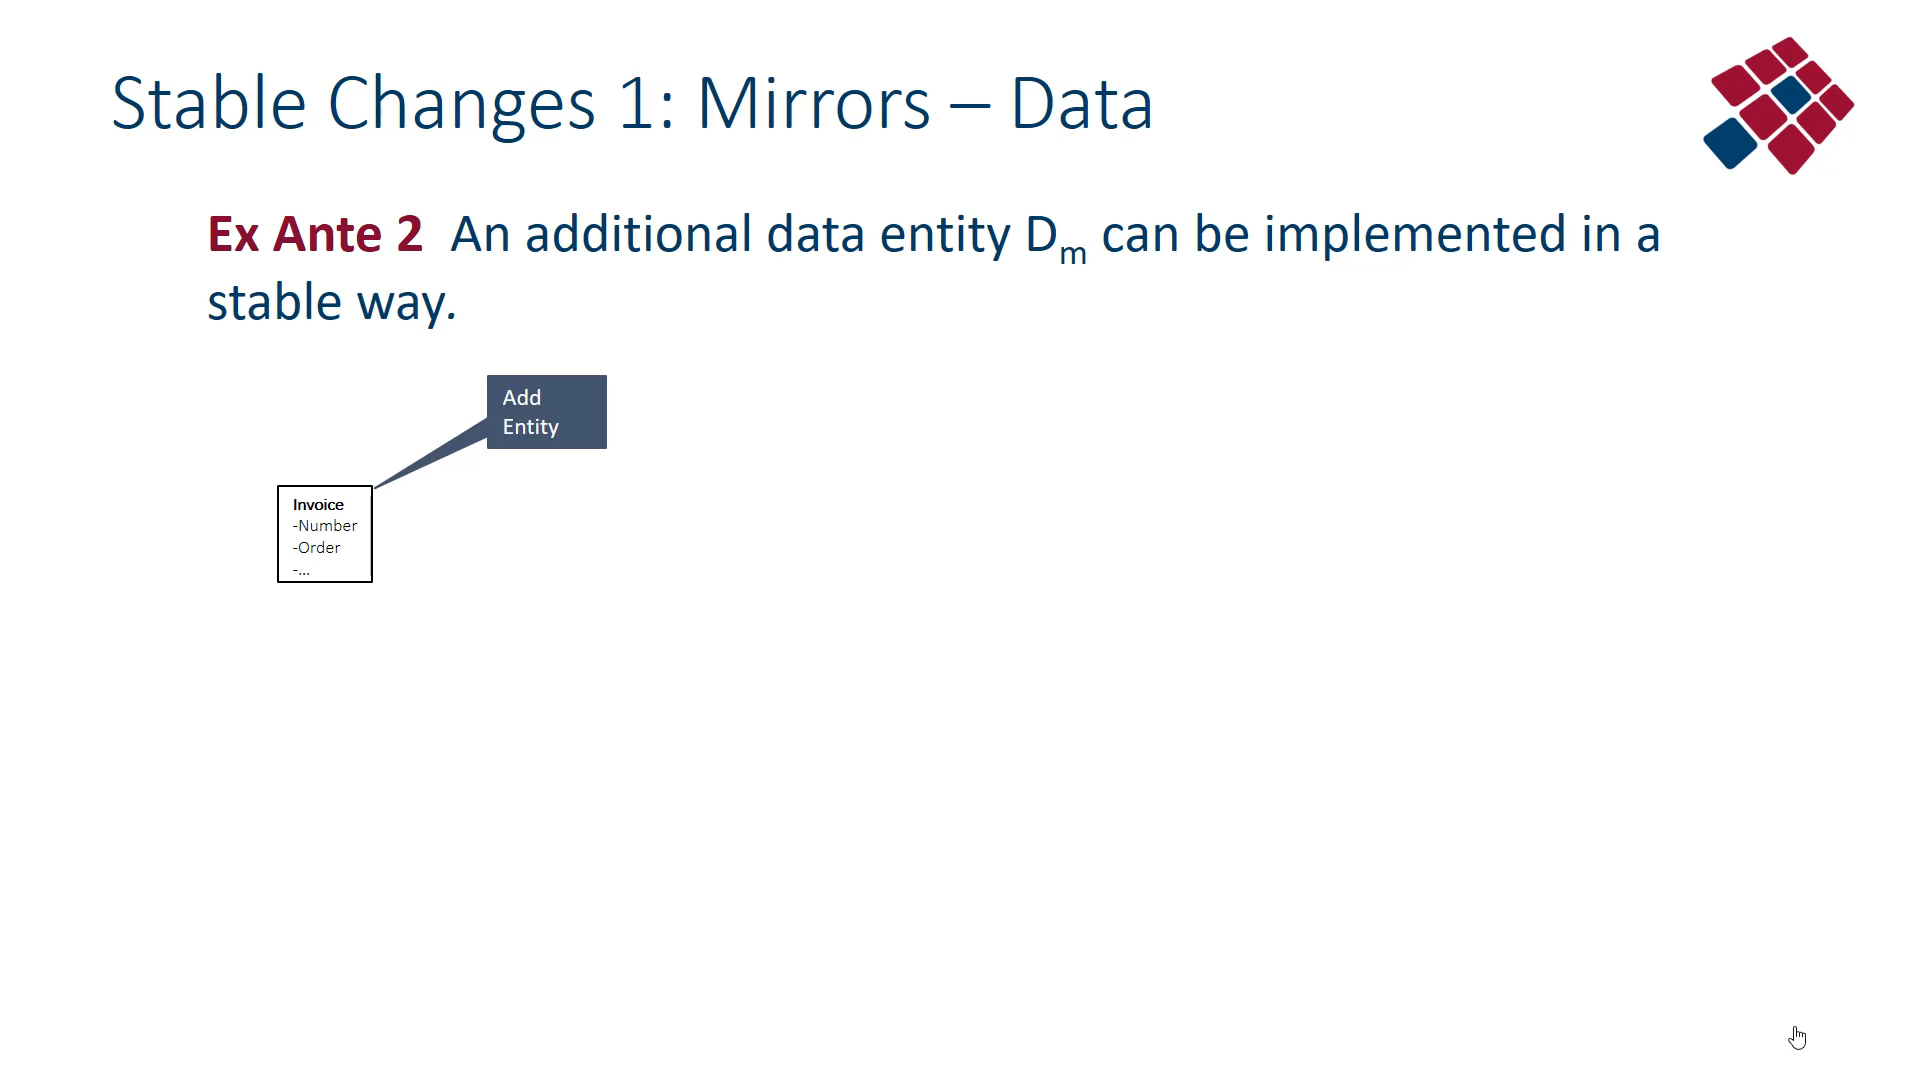 Stable Changes 1: Mirrors – Data
Ex Ante 2 An additional data entity Dm can be implemented in a
stable way.
Add
Entity
Invoice
-Number
-Order
-...